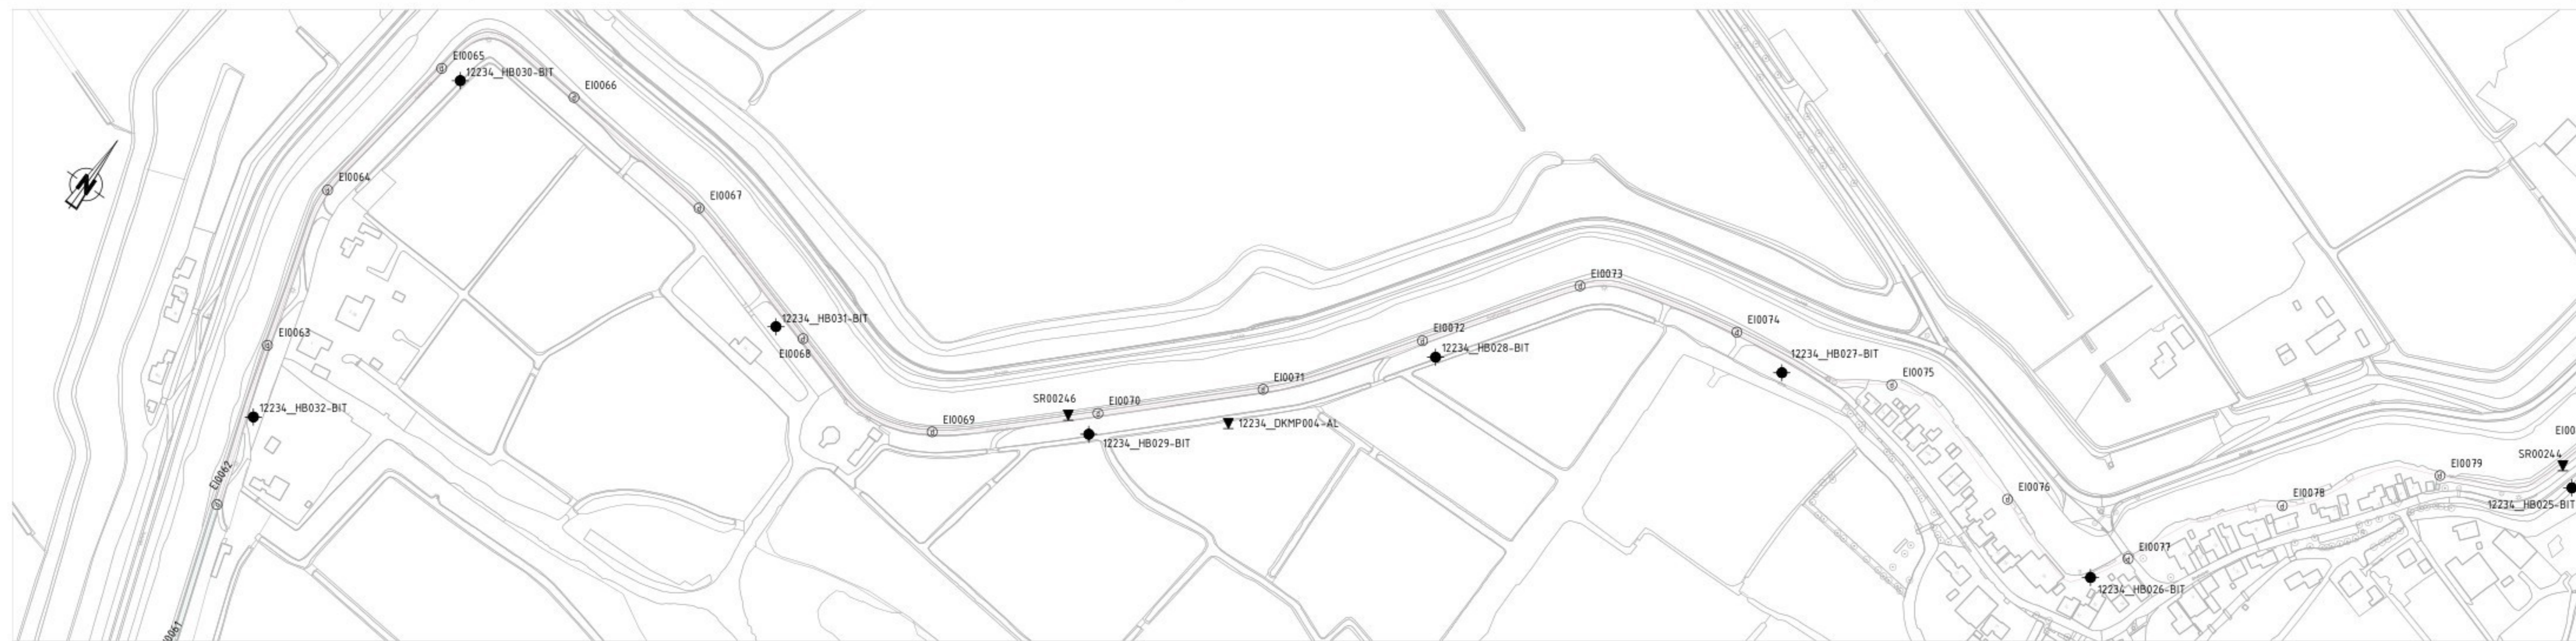 EI0065
12234_HB030-BIT
EI0066
N
EI0064
EI0067
EI0073
12234_HB031-BIT
EI0074
EI0072
EI0063
EI0068
12234_HB028-BIT
12234_HB027-BIT
EI0071
EI0075
SR00246
EI0070
12234_HB032-BIT
EI0069
12234_DKMP004-AL
12234_HB029-BIT
EI00
SR00244
EI0062
EI0079
EI0076
12234_HB025-BIT
EI0078
EI0077
12234_HB026-BIT
I0061